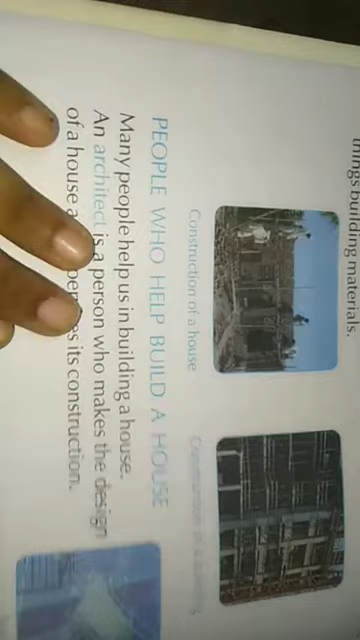 things building materials.
Construction of a house
PEOPLE WHO HELP BUILD A HOUSE
Many people help us in building a house.
An architect is a person who makes the design
of a house its construction.